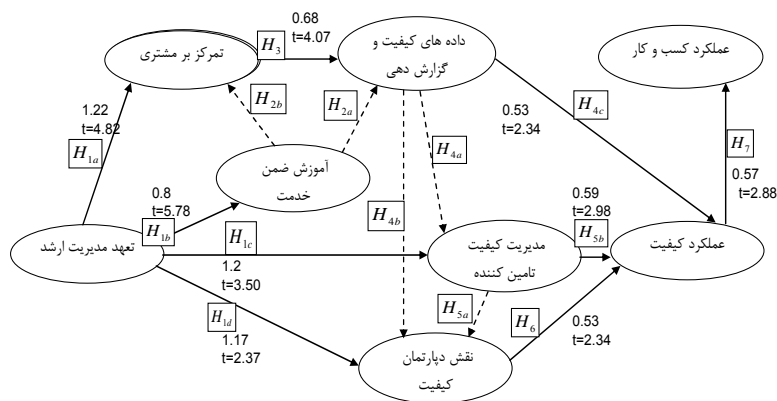 0.68
t=4.07
H3
تمرکز بر مشتری
داده های کیفیت و
گزارش دهی
عملکرد کسب و کار
1.22
t=4.82
H1a
H2b
H2a
H4a
H4b
0.53
t=2.34
H4c
H7
0.57
t=2.88
آموزش ضمن
خدمت
0.8
t=5.78
H1b
H1c
1.2
t=3.50
تعهد مدیریت ارشد
مدیریت کیفیت
تامین کننده
0.59
t=2.98
H5b
عملکرد کیفیت
H1d
1.17
t=2.37
H5a
H6
0.53
t=2.34
نقش دپارتمان
کیفیت